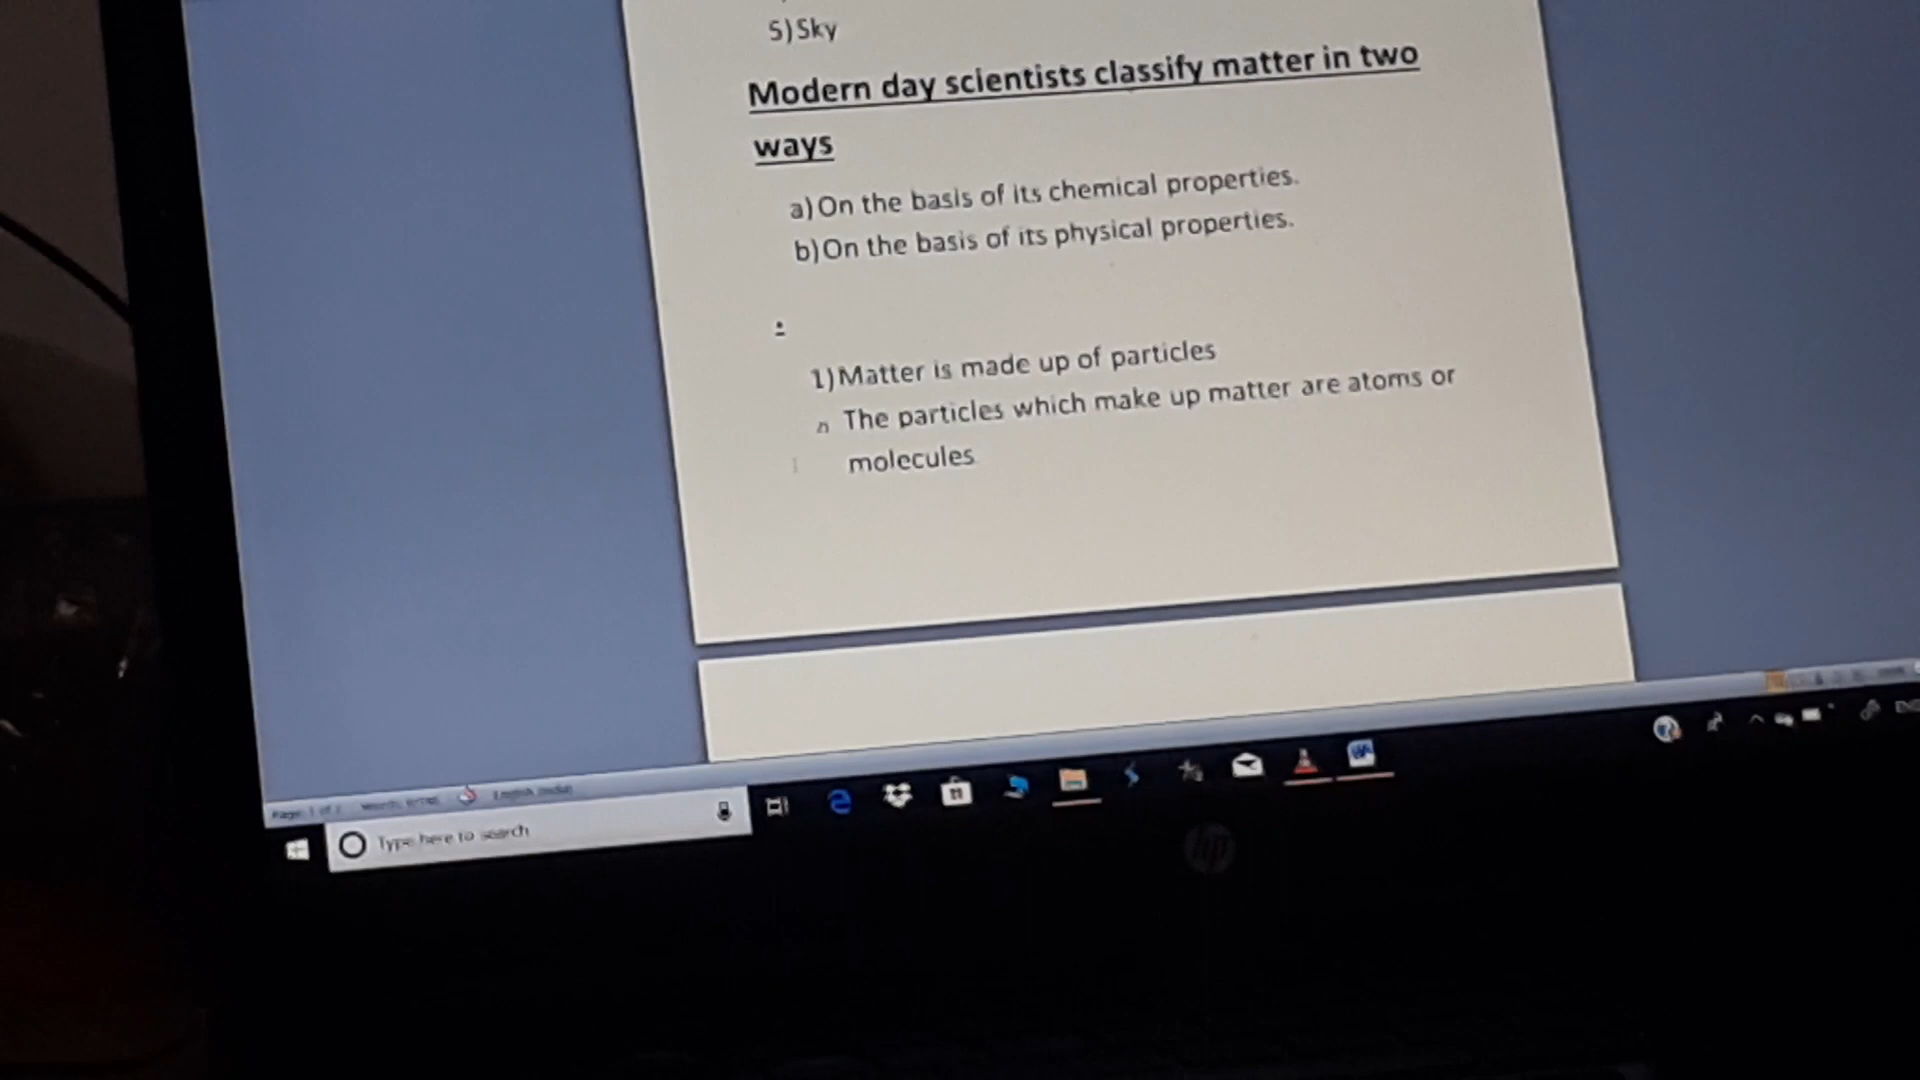 5)Sky
Modern day scientists classify matter in two
ways
a)On the basis of its chemical properties.
b)On the basis of its physical properties.
:
1)Matter is made up of particles
The particles which make up matter are atoms or
molecules
Type here to search
hp